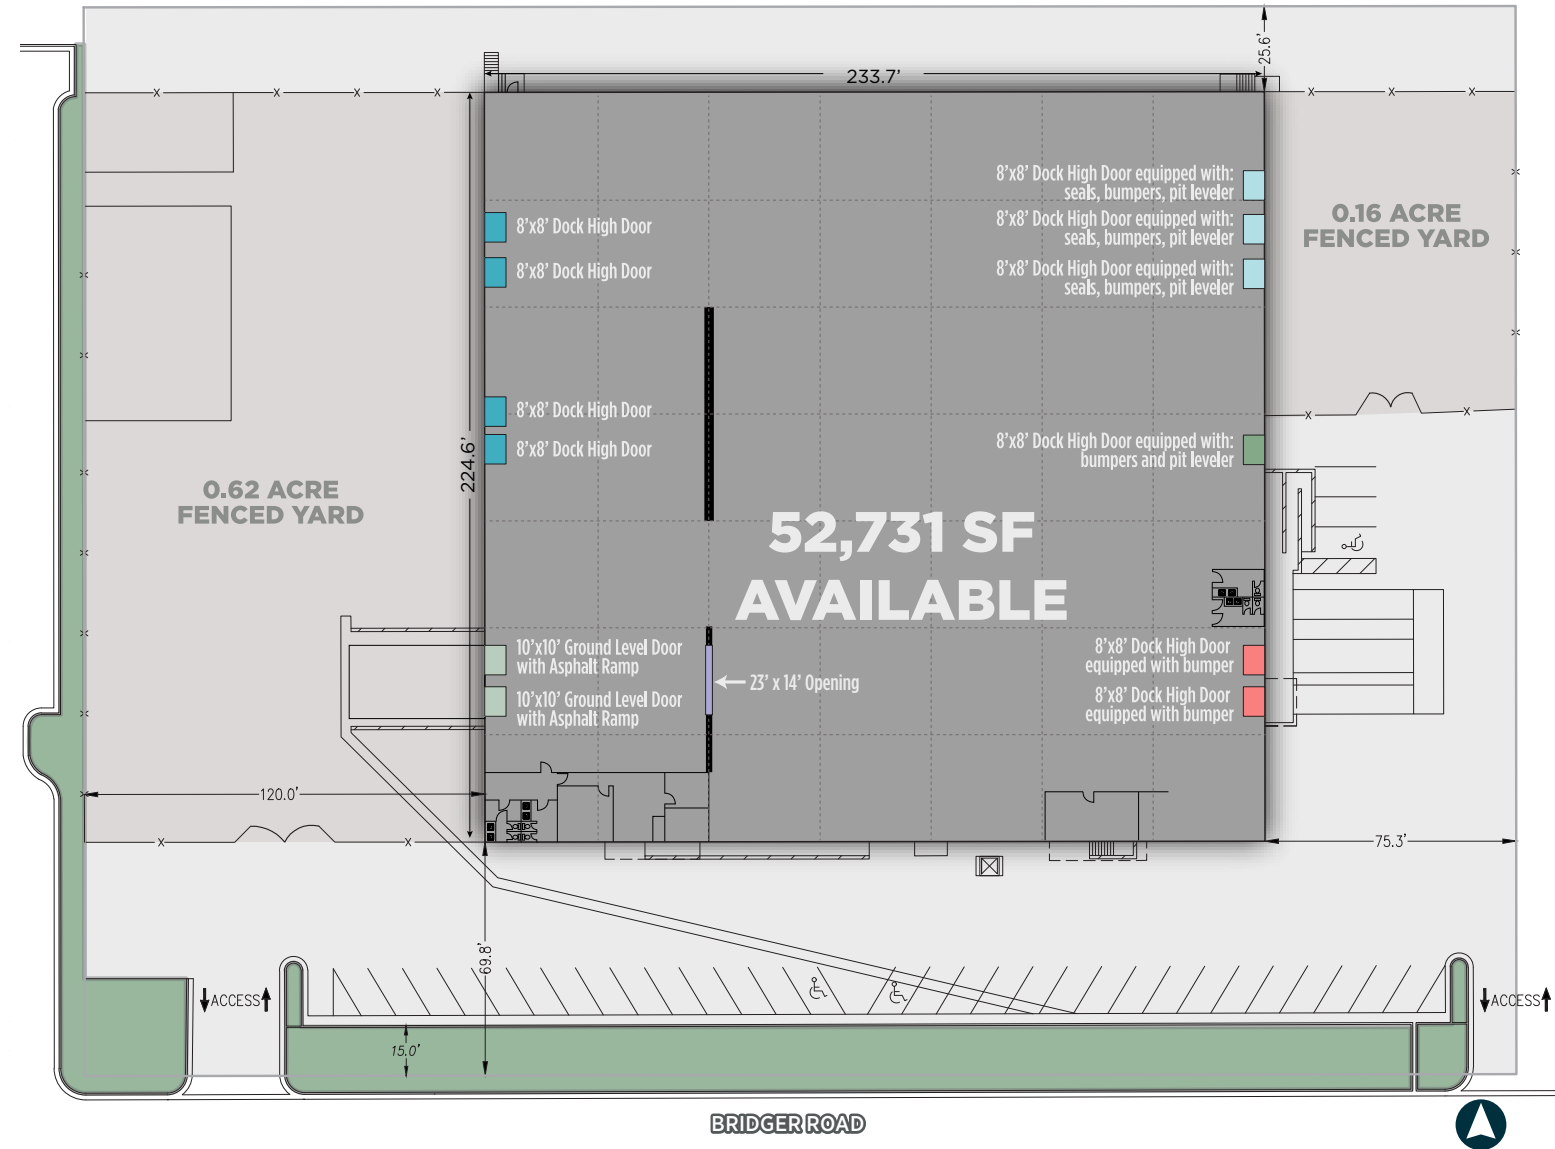 25.6'
233.7'
8'x8' Dock High Door equipped with:
seals, bumpers, pit leveler
8'x8' Dock High Door equipped with:
seals, bumpers, pit leveler
8'x8' Dock High Door equipped with:
seals, bumpers, pit leveler
0.16 ACRE
FENCED YARD
8'x8' Dock High Door
8'x8' Dock High Door
8'x8' Dock High Door
8'x8' Dock High Door
224.6'
8'x8' Dock High Door equipped with:
bumpers and pit leveler
0.62 ACRE
FENCED YARD
52,731 SF
AVAILABLE
10'x10' Ground Level Door
with Asphalt Ramp
10'x10' Ground Level Door
with Asphalt Ramp
23' x 14' Opening
8'x8' Dock High Door
equipped with bumper
8'x8' Dock High Door
equipped with bumper
120.0'
75.3'
69.8'
ACCESS
ACCESS
15.0'
BRIDGER ROAD